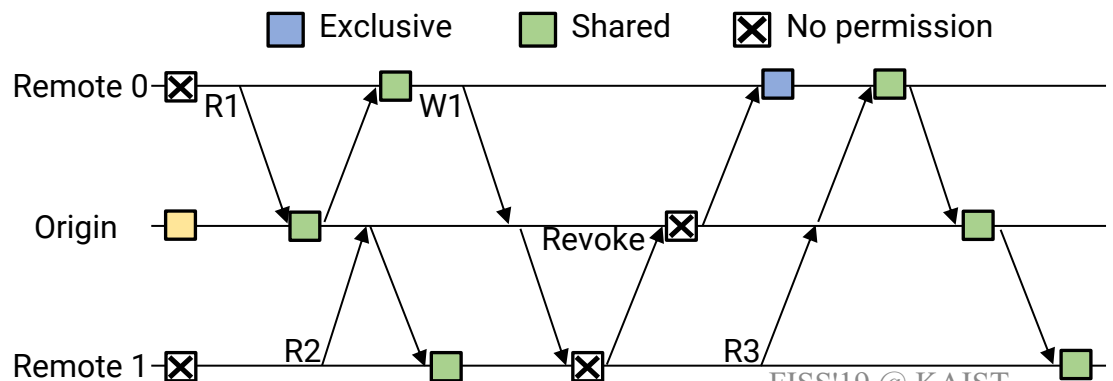 Exclusive Shared No permission
Remote 0
R1 W1
Origin Revoke
R2 R3
Remote 1